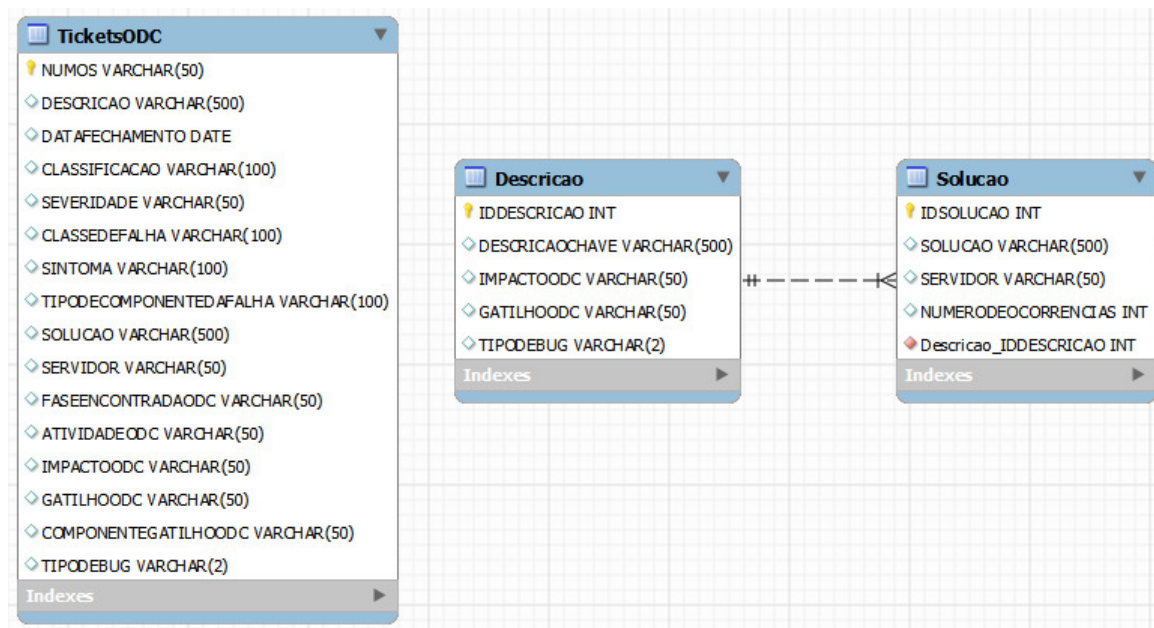 TicketsODC
NUMOS VARCHAR(50)
DESCRICAO VARCHAR(500)
DATAFECHAMENTO DATE
CLASSIFICACAO VARCHAR(100)
SEVERIDADE VARCHAR(50)
CLASSEDEFALHA VARCHAR(100)
SINTOMA VARCHAR(100)
TIPODECOMPONENTEDAFALHA VARCHAR(100)
SOLUCAO VARCHAR(500)
SERVIDOR VARCHAR(50)
FASEENCONTRADAODC VARCHAR(50)
ATIVIDADEODC VARCHAR(50)
IMPACTOODC VARCHAR(50)
GATILHOODC VARCHAR(50)
COMPONENTEGATILHOODC VARCHAR(50)
TIPODEBUG VARCHAR(2)
Indexes
Descricao
IDDESCRICAO INT
DESCRICAOCHAVE VARCHAR(500)
IMPACTOODC VARCHAR(50)
GATILHOODC VARCHAR(50)
TIPODEBUG VARCHAR(2)
Indexes
Solucao
IDSOLUCAO INT
SOLUCAO VARCHAR(500)
SERVIDOR VARCHAR(50)
NUMERODEOCORRENCIAS INT
Descricao_IDDESCRICAO INT
Indexes